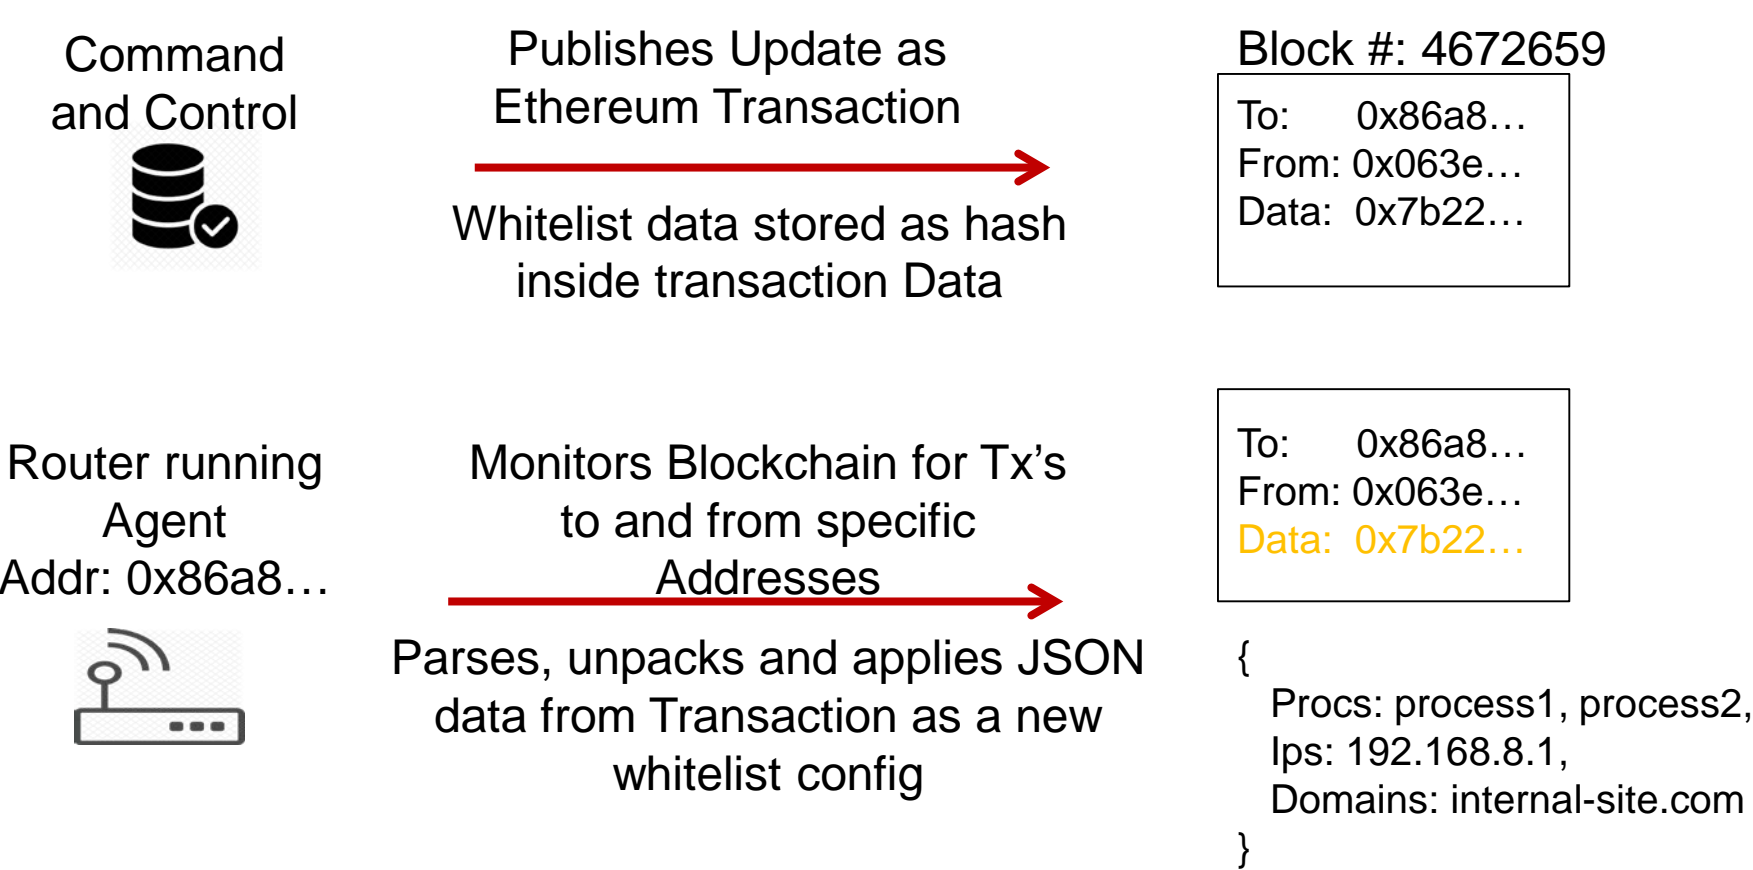 Command
and Control
Publishes Update as
Ethereum Transaction
Whitelist data stored as hash
inside transaction Data
Block #: 4672659
To: 0x86a8…
From: 0x063e…
Data: 0x7b22…
Router running
Agent
Addr: 0x86a8…
Monitors Blockchain for Tx’s
to and from specific
Addresses
Parses, unpacks and applies JSON
data from Transaction as a new
whitelist config
To: 0x86a8…
From: 0x063e…
Data: 0x7b22…
{
Procs: process1, process2,
Ips: 192.168.8.1,
Domains: internal-site.com
}